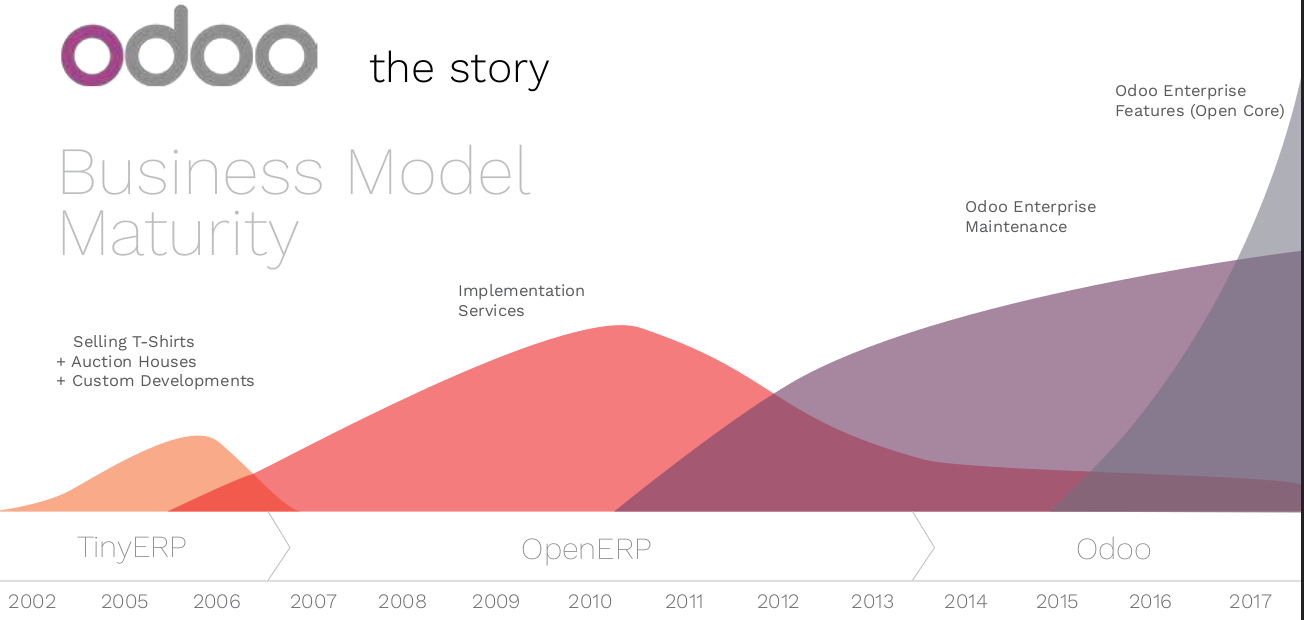 odoo the story
Business Model
Maturity
Odoo Enterprise
Features (Open Core)
Odoo Enterprise
Maintenance
Implementation
Services
Selling T-Shirts
+ Auction Houses
+ Custom Developments
TinyERP OpenERP Odoo
2002 2005 2006 2007 2008 2009 2010 2011 2012 2013 2014 2015 2016 2017